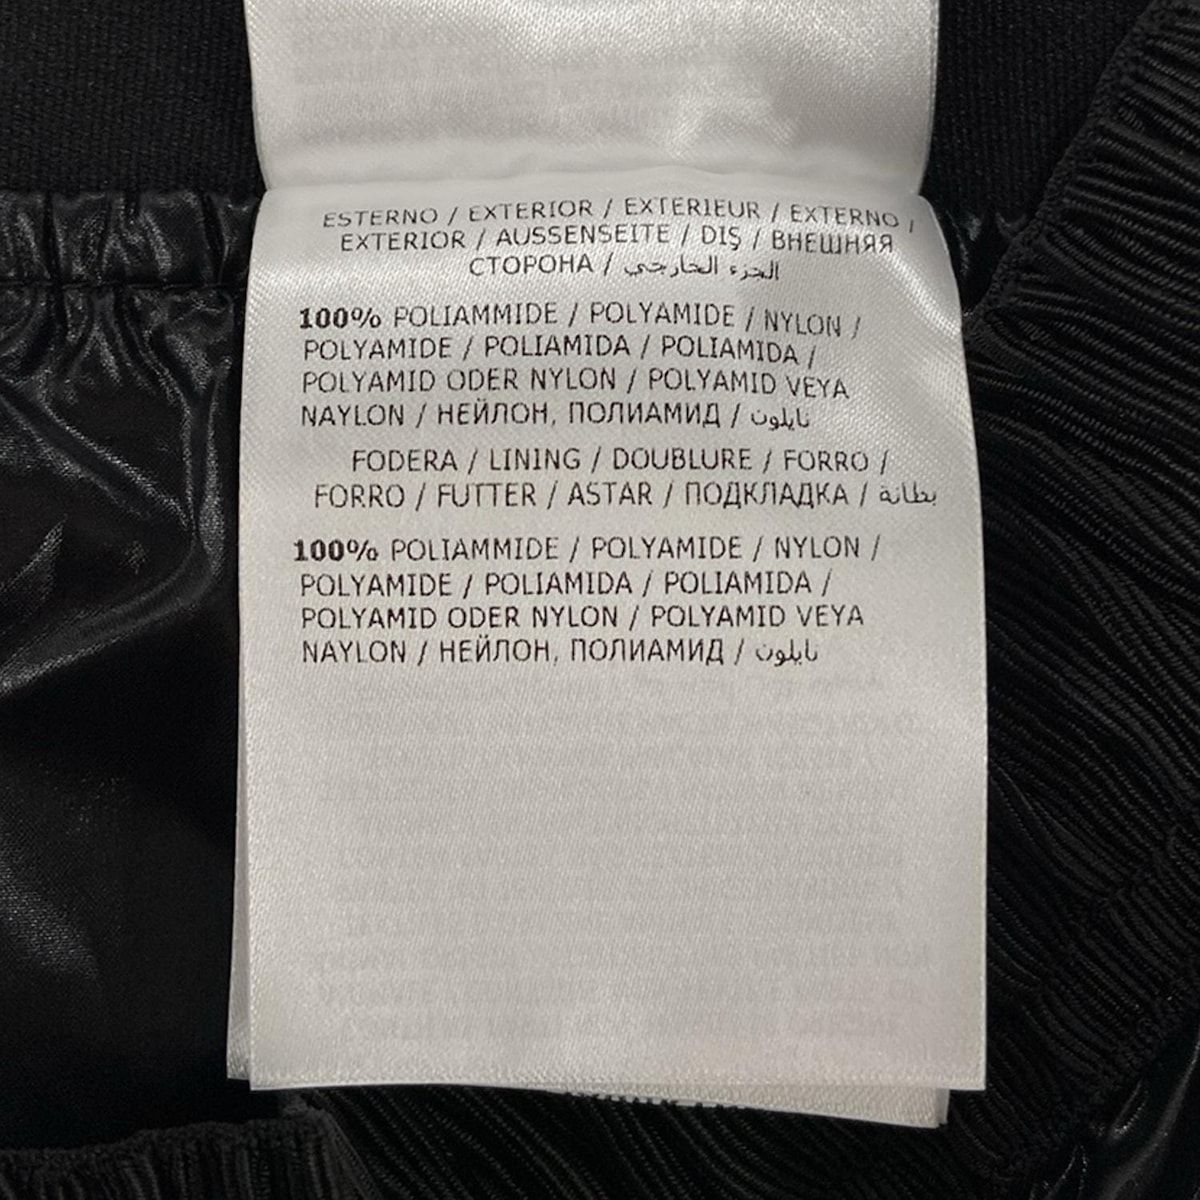 ESTERNO / EXTERIOR / EXTERIEUR / EXTERNO /
EXTERIOR / AUSSENSEITE / DIŞ / ВНЕШНЯЯ
СТОРОНА / الجزء الخارجي
100% POLIAMMIDE / POLYAMIDE / NYLON /
POLYAMIDE / POLIAMIDA / POLIAMIDA /
POLYAMID ODER NYLON / POLYAMID VEYA
NAYLON / НЕЙЛОН, ПОЛИАМИД / نايلون
FODERA / LINING / DOUBLURE / FORRO /
FORRO / FUTTER / ASTAR / ПОДКЛАДКА / بطانة
100% POLIAMMIDE / POLYAMIDE / NYLON /
POLYAMIDE / POLIAMIDA / POLIAMIDA /
POLYAMID ODER NYLON / POLYAMID VEYA
NAYLON / НЕЙЛОН, ПОЛИАМИД / نايلون